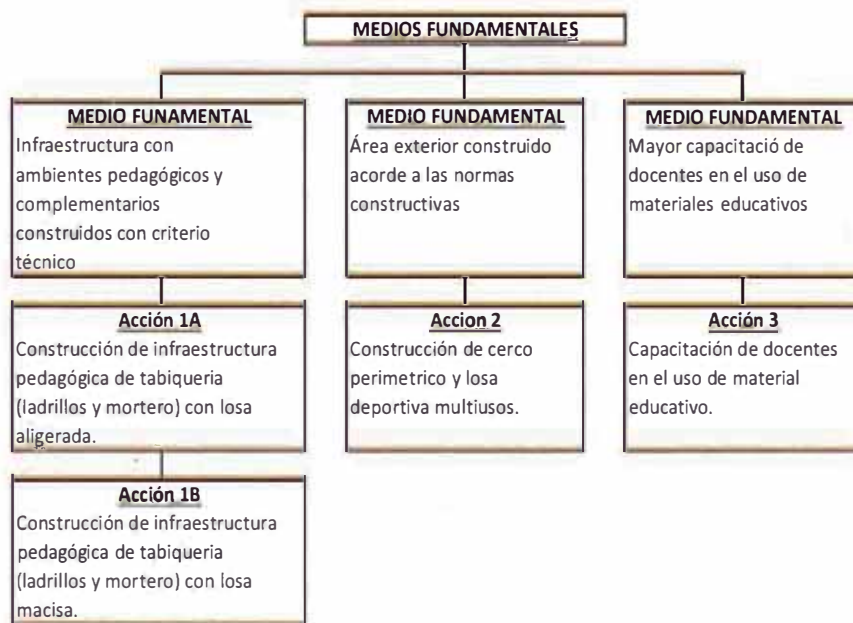 MEDIOS FUNDAMENTALES
MEDIO FUNAMENTAL
Infraestructura con
ambientes pedagógicos y
complementarios
construidos con criterio
técnico
MEDIO FUNDAMENTAL
Área exterior construido
acorde a las normas
constructivas
MEDIO FUNDAMENTAL
Mayor capacitació de
docentes en el uso de
materiales educativos
Acción 1A
Construcción de infraestructura
pedagógica de tabiqueria
(ladrillos y mortero) con losa
aligerada.
Accion 2
Construcción de cerco
perimetrico y losa
deportiva multiusos.
Acción 3
Capacitación de docentes
en el uso de material
educativo.
Acción 1B
Construcción de infraestructura
pedagógica de tabiqueria
(ladrillos y mortero) con losa
macisa.